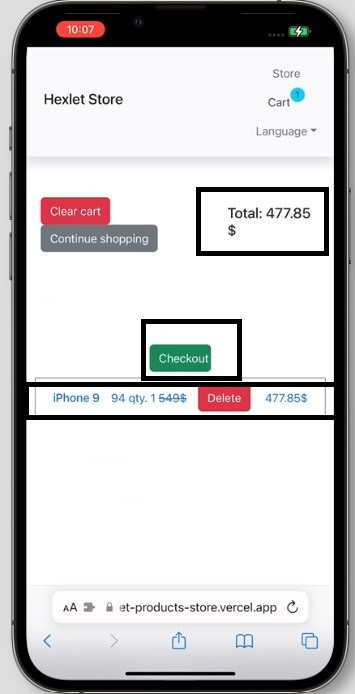 10:07
Store
Hexlet Store
Cart 1
Language
Clear cart
Continue shopping
Total: 477.85
$
Checkout
iPhone 9 94 qty. 1 549$ Delete 477.85$
AA et-products-store.vercel.app